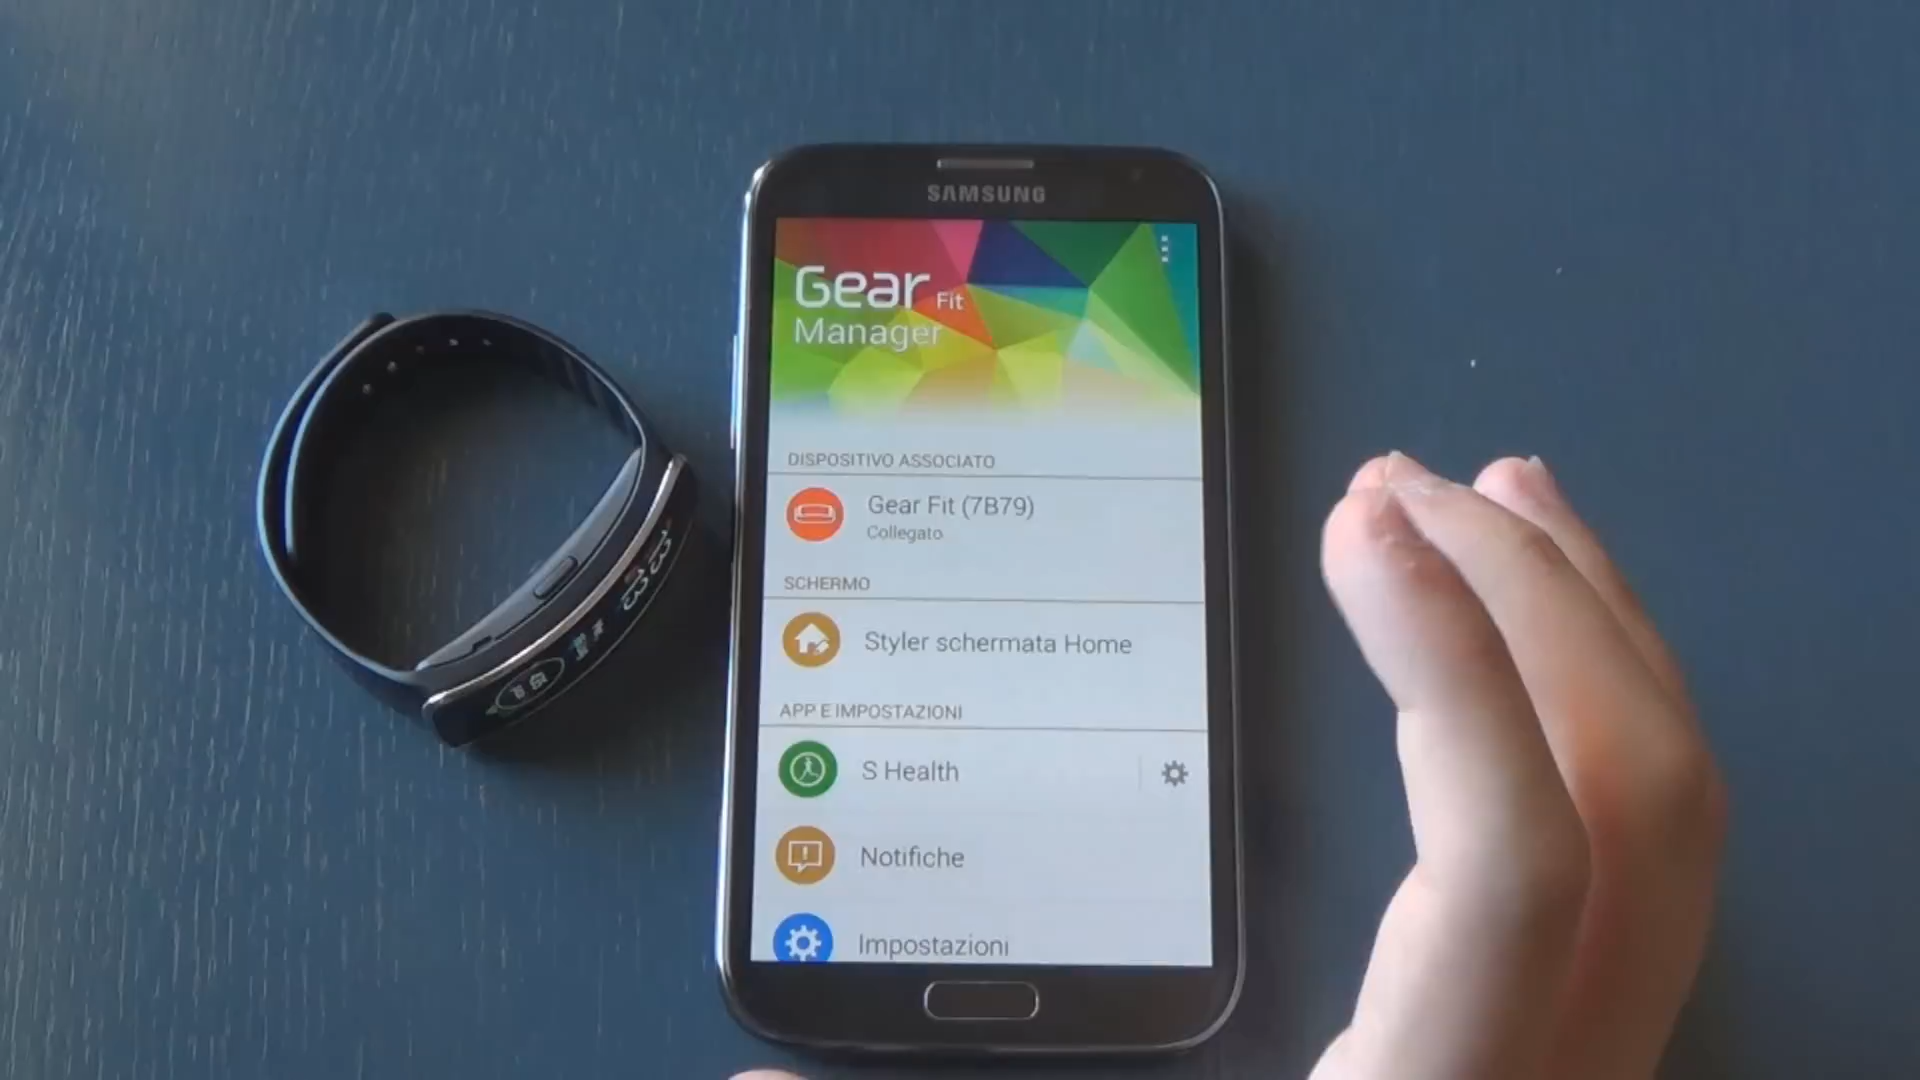 SAMSUNG
Gear Fit
Manager
DISPOSITIVO ASSOCIATO
Gear Fit (7B79)
Collegato
SCHERMO
Styler schermata Home
APP E IMPOSTAZIONI
S Health
Notifiche
Impostazioni